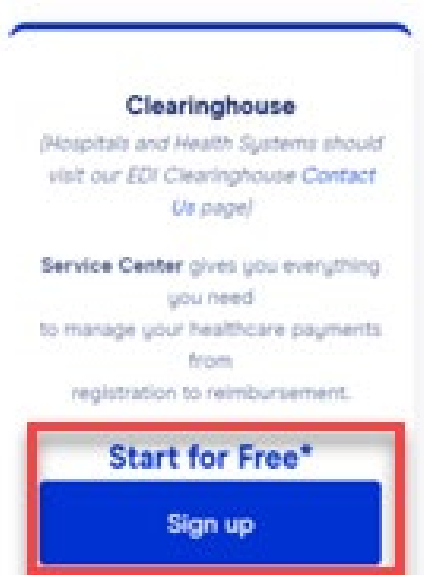 Clearinghouse
(Hospitals and Health Systems should
visit our EDI Clearinghouse Contact
Us page)
Service Center gives you everything
you need
to manage your healthcare payments
from
registration to reimbursement.
Start for Free*
Sign up